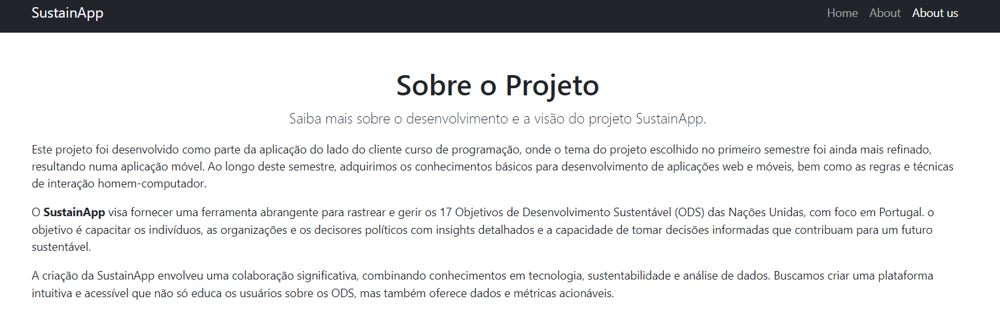 SustainApp
Home About About us
Sobre o Projeto
Saiba mais sobre o desenvolvimento e a visão do projeto SustainApp.
Este projeto foi desenvolvido como parte da aplicação do lado do cliente curso de programação, onde o tema do projeto escolhido no primeiro semestre foi ainda mais refinado,
resultando numa aplicação móvel. Ao longo deste semestre, adquirimos os conhecimentos básicos para desenvolvimento de aplicações web e móveis, bem como as regras e técnicas
de interação homem-computador.
O SustainApp visa fornecer uma ferramenta abrangente para rastrear e gerir os 17 Objetivos de Desenvolvimento Sustentável (ODS) das Nações Unidas, com foco em Portugal. o
objetivo é capacitar os indivíduos, as organizações e os decisores políticos com insights detalhados e a capacidade de tomar decisões informadas que contribuam para um futuro
sustentável.
A criação da SustainApp envolveu uma colaboração significativa, combinando conhecimentos em tecnologia, sustentabilidade e análise de dados. Buscamos criar uma plataforma
intuitiva e acessível que não só educa os usuários sobre os ODS, mas também oferece dados e métricas acionáveis.